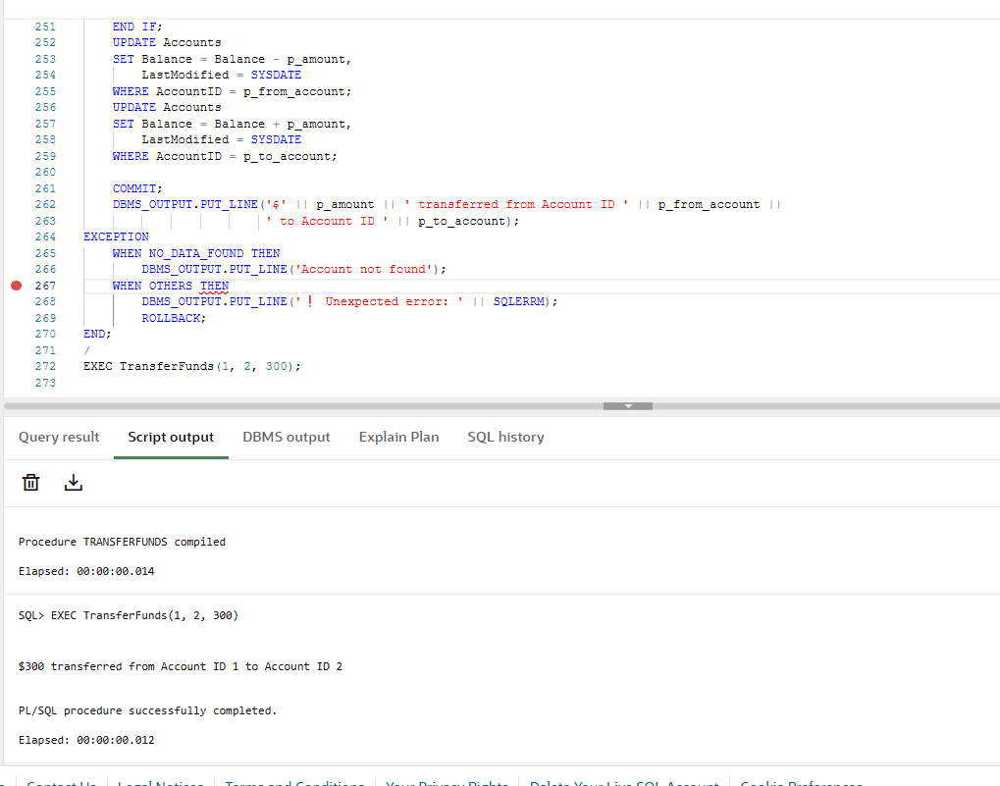 251 END IF;
252 UPDATE Accounts
253 SET Balance = Balance - p_amount,
254 LastModified = SYSDATE
255 WHERE AccountID = p_from_account;
256 UPDATE Accounts
257 SET Balance = Balance + p_amount,
258 LastModified = SYSDATE
259 WHERE AccountID = p_to_account;
260
261 COMMIT;
262 DBMS_OUTPUT.PUT_LINE('$' || p_amount || ' transferred from Account ID ' || p_from_account ||
263 ' to Account ID ' || p_to_account);
264 EXCEPTION
265 WHEN NO_DATA_FOUND THEN
266 DBMS_OUTPUT.PUT_LINE('Account not found');
267 WHEN OTHERS THEN
268 DBMS_OUTPUT.PUT_LINE('❗ Unexpected error: ' || SQLERRM);
269 ROLLBACK;
270 END;
271 /
272 EXEC TransferFunds(1, 2, 300);
273
Query result Script output DBMS output Explain Plan SQL history
Procedure TRANSFERFUNDS compiled
Elapsed: 00:00:00.014
SQL> EXEC TransferFunds(1, 2, 300)
$300 transferred from Account ID 1 to Account ID 2
PL/SQL procedure successfully completed.
Elapsed: 00:00:00.012
Contact Us Legal Notices Terms and Conditions Your Privacy Rights Delete Your Live SQL Account Cookie Preferences